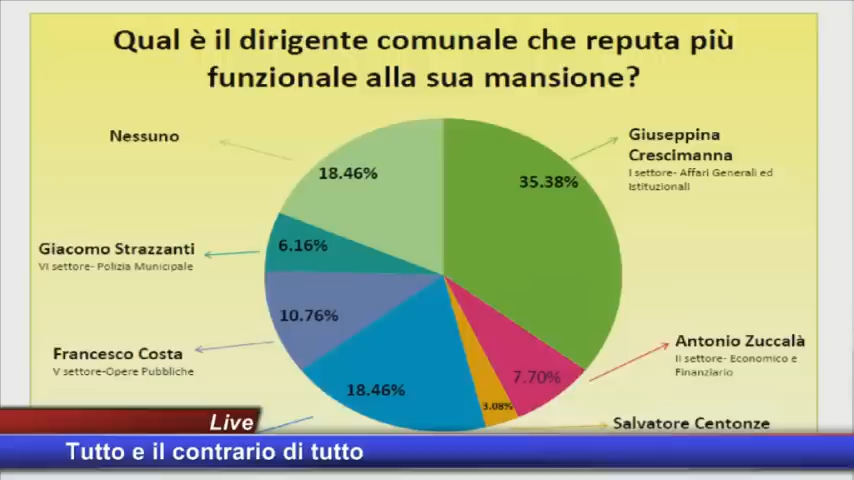 Qual è il dirigente comunale che reputa più
funzionale alla sua mansione?
Nessuno
18.46%
35.38%
Giuseppina
Crescimanna
I settore- Affari Generali ed
Istituzionali
Giacomo Strazzanti
VI settore- Polizia Municipale
6.16%
10.76%
Francesco Costa
V settore-Opere Pubbliche
18.46%
3.08%
7.70%
Antonio Zuccalà
II settore- Economico e
Finanziario
Salvatore Centonze
Live
Tutto e il contrario di tutto